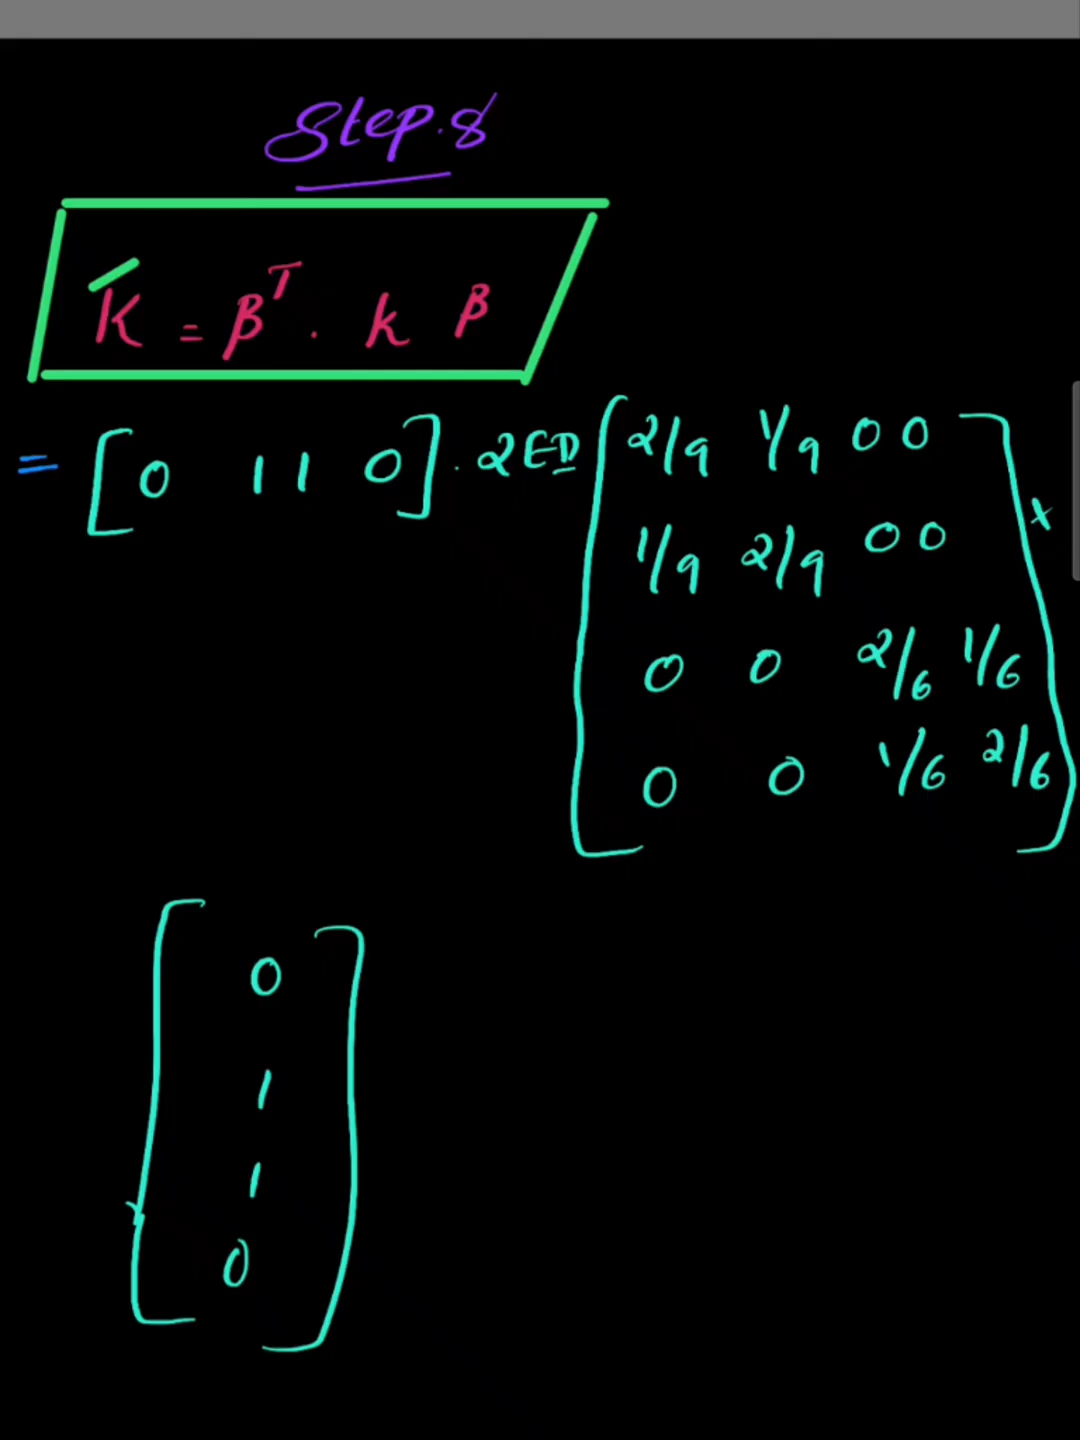 Step.8
K̄ = β^T . k β
= [0 1 1 0] . 2EI [2/9 1/9 0 0
1/9 2/9 0 0
0 0 2/6 1/6
0 0 1/6 2/6] x
[0
1
1
0]